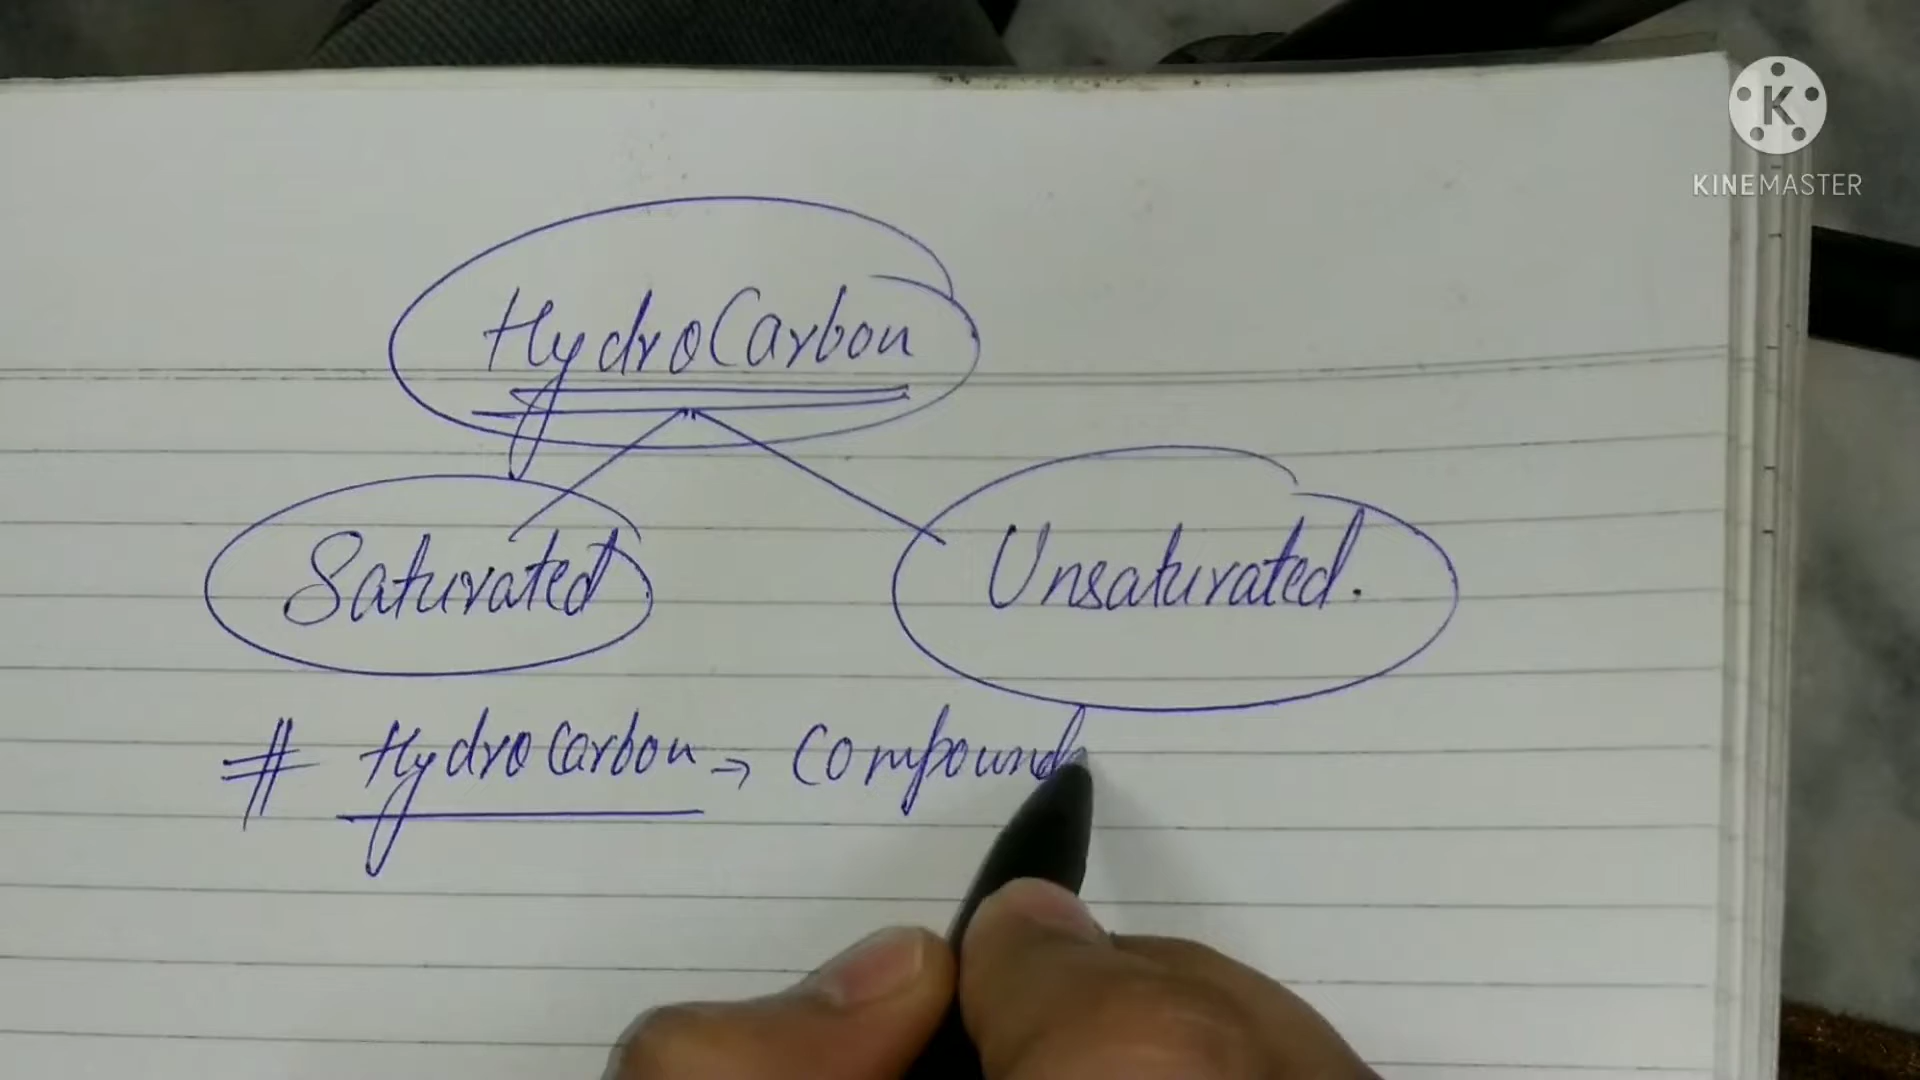 K
KINEMASTER
HydroCarbon
Saturated Unsaturated.
# HydroCarbon → Compound